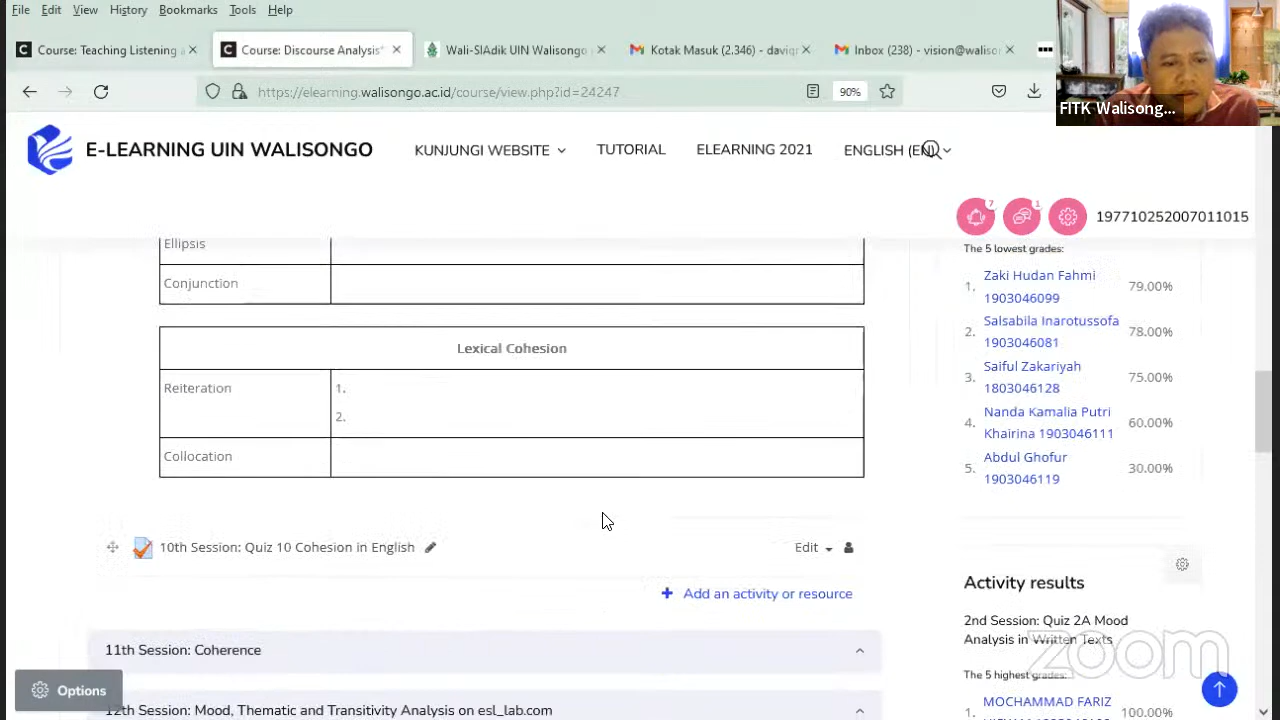 File Edit View History Bookmarks Tools Help
Course: Teaching Listening a
Course: Discourse Analysis*
Wali-SIAdik UIN Walisongo
Kotak Masuk (2.346) - daviq
Inbox (238) - vision@waliso
https://elearning.walisongo.ac.id/course/view.php?id=24247
90%
FITK Walisong...
E-LEARNING UIN WALISONGO
KUNJUNGI WEBSITE
TUTORIAL
ELEARNING 2021
ENGLISH (EN)
7
1
197710252007011015
Ellipsis
Conjunction
Lexical Cohesion
Reiteration
1.
2.
Collocation
10th Session: Quiz 10 Cohesion in English
Edit
+ Add an activity or resource
11th Session: Coherence
12th Session: Mood, Thematic and Transitivity Analysis on esl_lab.com
Options
The 5 lowest grades:
1. Zaki Hudan Fahmi 79.00%
1903046099
2. Salsabila Inarotussofa 78.00%
1903046081
3. Saiful Zakariyah 75.00%
1803046128
4. Nanda Kamalia Putri 60.00%
Khairina 1903046111
5. Abdul Ghofur 30.00%
1903046119
Activity results
2nd Session: Quiz 2A Mood
Analysis in Written Texts
The 5 highest grades:
1. MOCHAMMAD FARIZ 100.00%
zoom